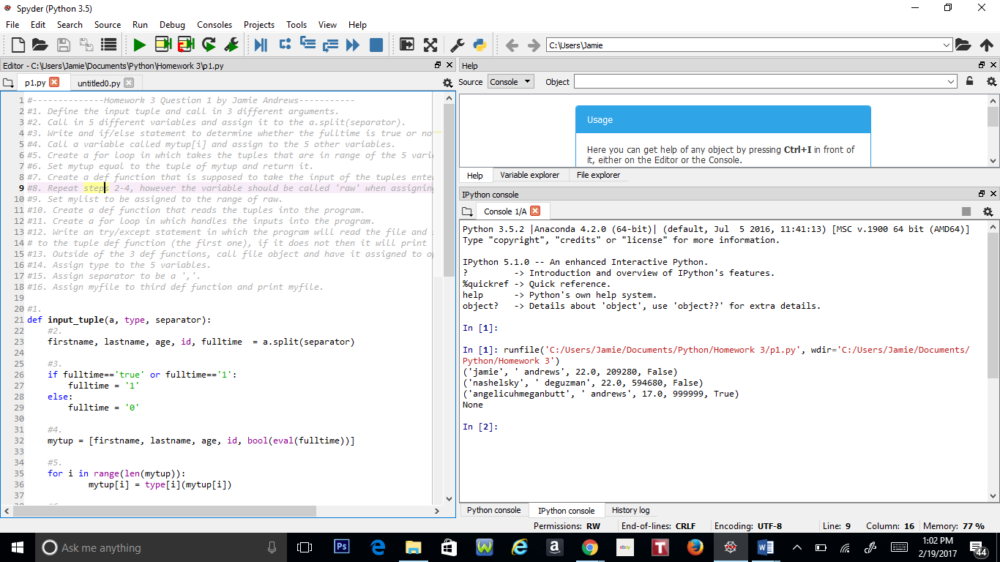 Spyder (Python 3.5)
File Edit Search Source Run Debug Consoles Projects Tools View Help
C:\Users\Jamie
Editor - C:\Users\Jamie\Documents\Python\Homework 3\p1.py
p1.py untitled0.py
1 #--------------Homework 3 Question 1 by Jamie Andrews-----------
2 #1. Define the input tuple and call in 3 different arguments.
3 #2. Call in 5 different variables and assign it to the a.split(separator).
4 #3. Write and if/else statement to determine whether the fulltime is true or no
5 #4. Call a variable called mytup[i] and assign to the 5 other variables.
6 #5. Create a for loop in which takes the tuples that are in range of the 5 vari
7 #6. Set mytup equal to the tuple of mytup and return it.
8 #7. Create a def function that is supposed to take the input of the tuples ente
9 #8. Repeat steps 2-4, however the variable should be called 'raw' when assignin
10 #9. Set mylist to be assigned to the range of raw.
11 #10. Create a def function that reads the tuples into the program.
12 #11. Create a for loop in which handles the inputs into the program.
13 #12. Write an try/except statement in which the program will read the file and
14 # to the tuple def function (the first one), if it does not then it will print
15 #13. Outside of the 3 def functions, call file object and have it assigned to o
16 #14. Assign type to the 5 variables.
17 #15. Assign separator to be a ','.
18 #16. Assign myfile to third def function and print myfile.
19
20 #1.
21 def input_tuple(a, type, separator):
22     #2.
23     firstname, lastname, age, id, fulltime  = a.split(separator)
24
25     #3.
26     if fulltime=='true' or fulltime=='1':
27         fulltime = '1'
28     else:
29         fulltime = '0'
30
31     #4.
32     mytup = [firstname, lastname, age, id, bool(eval(fulltime))]
33
34     #5.
35     for i in range(len(mytup)):
36             mytup[i] = type[i](mytup[i])
37
Help
Source Console Object
Usage
Here you can get help of any object by pressing Ctrl+I in front of
it, either on the Editor or the Console.
Help Variable explorer File explorer
IPython console
Console 1/A
Python 3.5.2 |Anaconda 4.2.0 (64-bit)| (default, Jul  5 2016, 11:41:13) [MSC v.1900 64 bit (AMD64)]
Type "copyright", "credits" or "license" for more information.
IPython 5.1.0 -- An enhanced Interactive Python.
?         -> Introduction and overview of IPython's features.
%quickref -> Quick reference.
help      -> Python's own help system.
object?   -> Details about 'object', use 'object??' for extra details.
In [1]:
In [1]: runfile('C:/Users/Jamie/Documents/Python/Homework 3/p1.py', wdir='C:/Users/Jamie/Documents/
Python/Homework 3')
('jamie', ' andrews', 22.0, 209280, False)
('nashelsky', ' deguzman', 22.0, 594680, False)
('angelicuhmeganbutt', ' andrews', 17.0, 999999, True)
None
In [2]:
Python console IPython console History log
Permissions: RW End-of-lines: CRLF Encoding: UTF-8 Line: 9 Column: 16 Memory: 77 %
Ask me anything
Ps
a
ebay
T
W
1:02 PM
2/19/2017
44